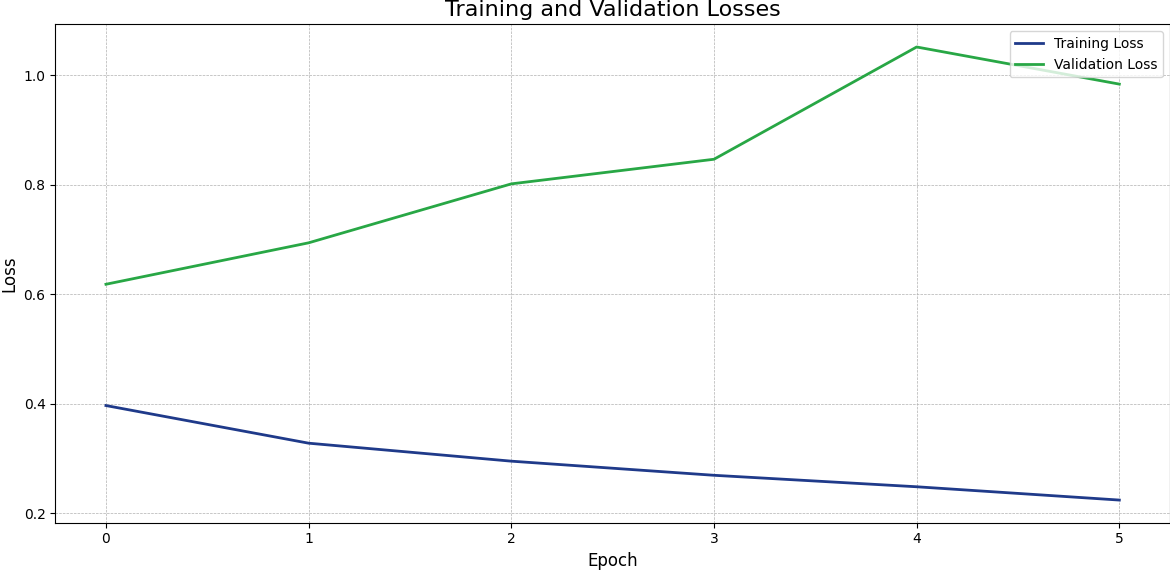 Training and Validation Losses
Training Loss
Validation Loss
1.0
0.8
0.6
0.4
0.2
Loss
0 1 2 3 4 5
Epoch